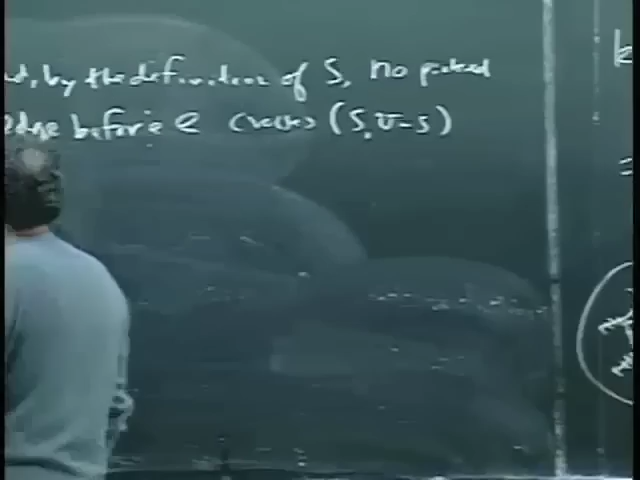 by the definition of S, no picked
edge before e crosses (S, V-S)